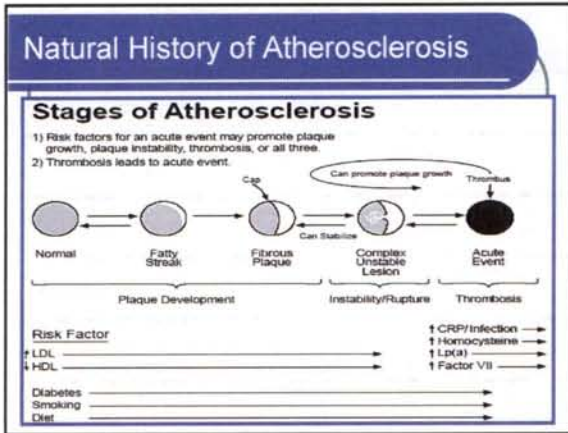 Natural History of Atherosclerosis
Stages of Atherosclerosis
1) Risk factors for an acute event may promote plaque
growth, plaque instability, thrombosis, or all three.
2) Thrombosis leads to acute event.
Can promote plaque growth
Cap
Thrombus
Can Stabilize
Normal
Fatty
Streak
Fibrous
Plaque
Complex
Unstable
Lesion
Acute
Event
Plaque Development
Instability/Rupture
Thrombosis
Risk Factor
↑ LDL
↓ HDL
↑ CRP/Infection
↑ Homocysteine
↑ Lp(a)
↑ Factor VII
Diabetes
Smoking
Diet